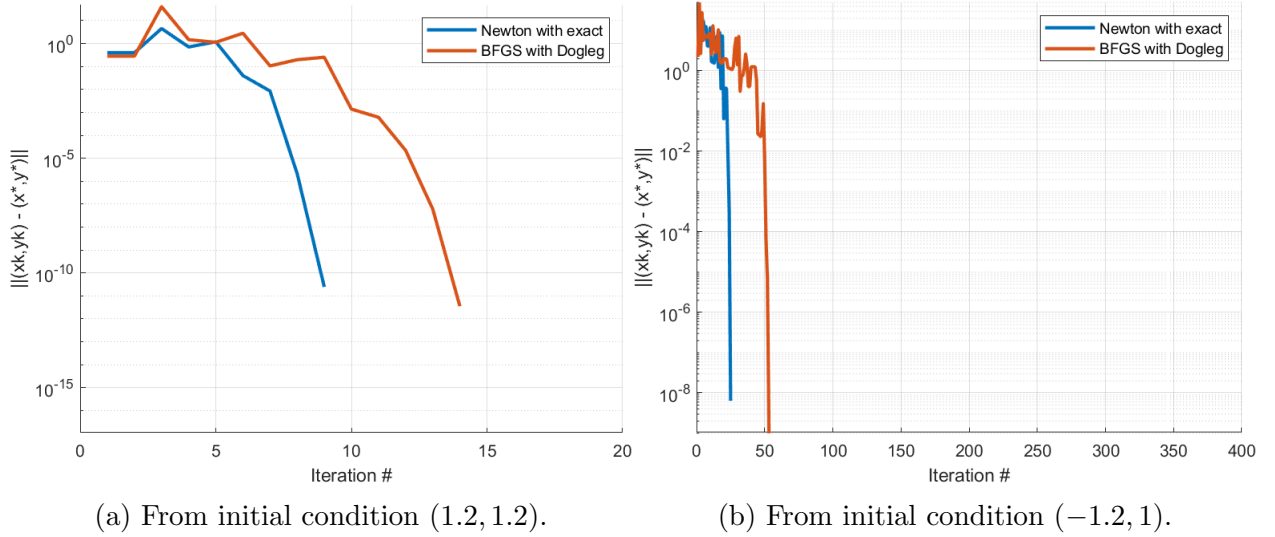 10^0
10^-5
10^-10
10^-15
||(xk,yk) - (x*,y*)||
0
5
10
15
20
Iteration #
Newton with exact
BFGS with Dogleg
(a) From initial condition (1.2, 1.2).
10^0
10^-2
10^-4
10^-6
10^-8
||(xk,yk) - (x*,y*)||
0
50
100
150
200
250
300
350
400
Iteration #
Newton with exact
BFGS with Dogleg
(b) From initial condition (−1.2, 1).